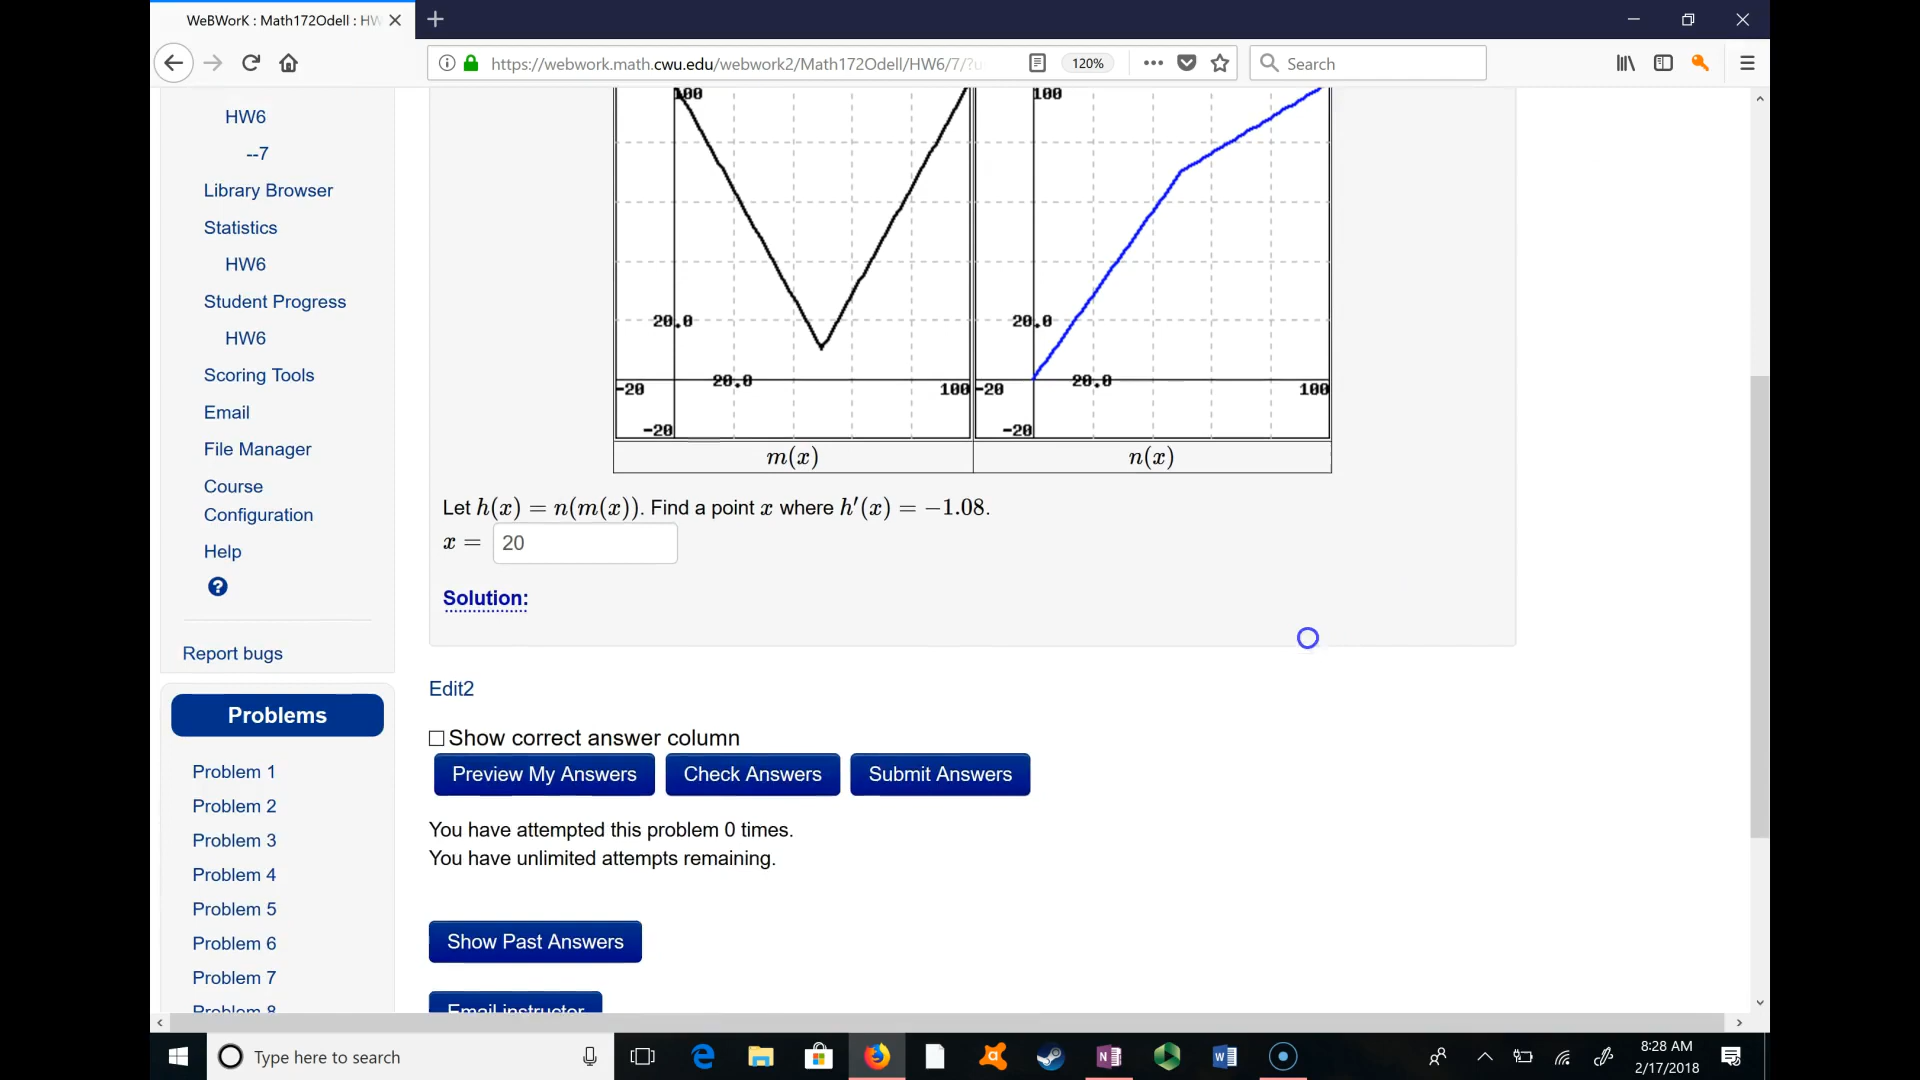 WeBWorK : Math172Odell : HW
https://webwork.math.cwu.edu/webwork2/Math172Odell/HW6/7/?u
120%
Search
HW6
--7
Library Browser
Statistics
HW6
Student Progress
HW6
Scoring Tools
Email
File Manager
Course
Configuration
Help
?
Report bugs
Problems
Problem 1
Problem 2
Problem 3
Problem 4
Problem 5
Problem 6
Problem 7
Problem 8
100
20.0
-20
20.0
100
-20
m(x)
100
20.0
-20
20.0
100
-20
n(x)
Let h(x) = n(m(x)). Find a point x where h′(x) = −1.08.
x = 20
Solution:
Edit2
Show correct answer column
Preview My Answers
Check Answers
Submit Answers
You have attempted this problem 0 times.
You have unlimited attempts remaining.
Show Past Answers
Email instructor
Type here to search
8:28 AM
2/17/2018